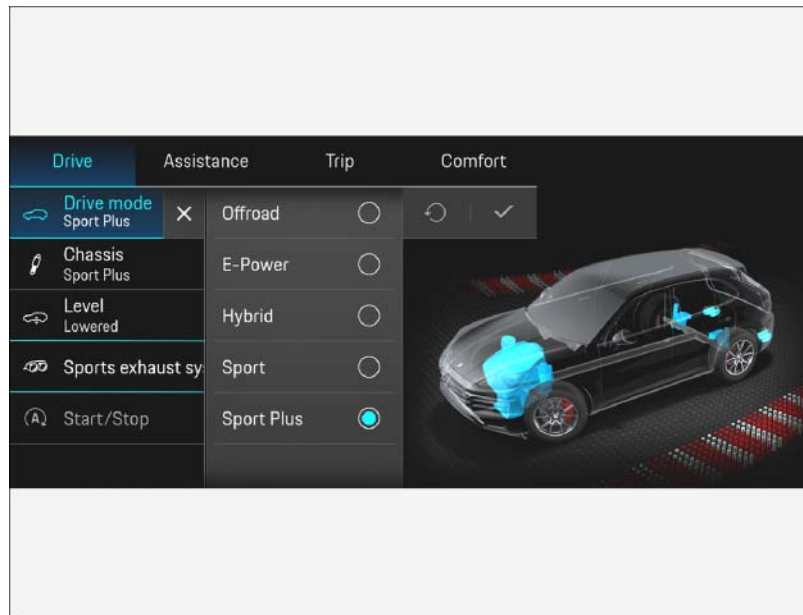 Drive
Assistance
Trip
Comfort
Drive mode
Sport Plus
Chassis
Sport Plus
Level
Lowered
Sports exhaust sy
Start/Stop
Offroad
E-Power
Hybrid
Sport
Sport Plus